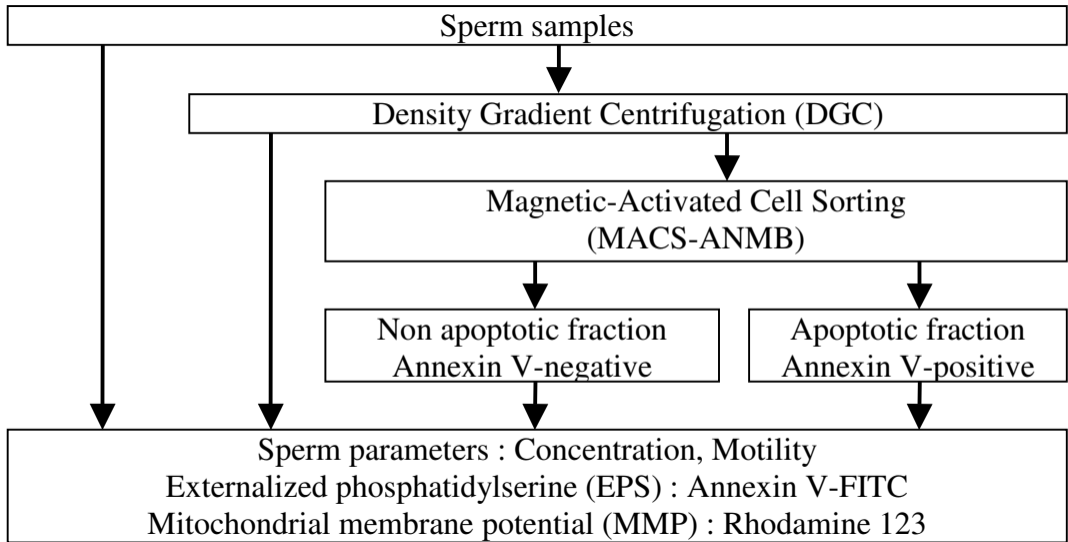 Sperm samples
Density Gradient Centrifugation (DGC)
Magnetic-Activated Cell Sorting
(MACS-ANMB)
Non apoptotic fraction
Annexin V-negative
Apoptotic fraction
Annexin V-positive
Sperm parameters : Concentration, Motility
Externalized phosphatidylserine (EPS) : Annexin V-FITC
Mitochondrial membrane potential (MMP) : Rhodamine 123